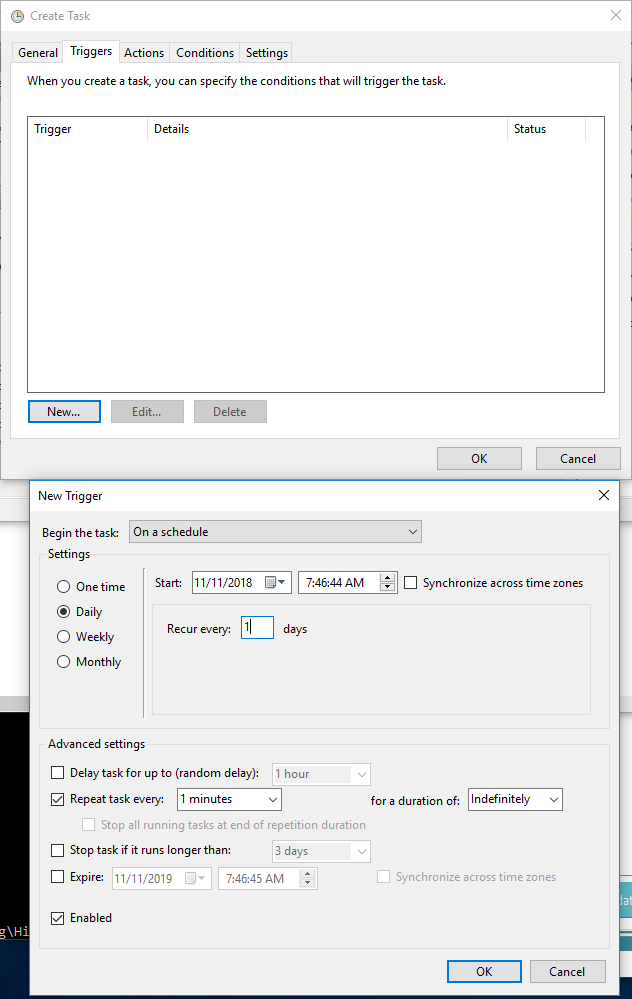 Create Task
General Triggers Actions Conditions Settings
When you create a task, you can specify the conditions that will trigger the task.
Trigger Details Status
New... Edit... Delete
OK Cancel
New Trigger
Begin the task: On a schedule
Settings
One time
Daily
Weekly
Monthly
Start: 11/11/2018 7:46:44 AM Synchronize across time zones
Recur every: 1 days
Advanced settings
Delay task for up to (random delay): 1 hour
Repeat task every: 1 minutes for a duration of: Indefinitely
Stop all running tasks at end of repetition duration
Stop task if it runs longer than: 3 days
Expire: 11/11/2019 7:46:45 AM Synchronize across time zones
Enabled
OK Cancel
g\Hi
dat